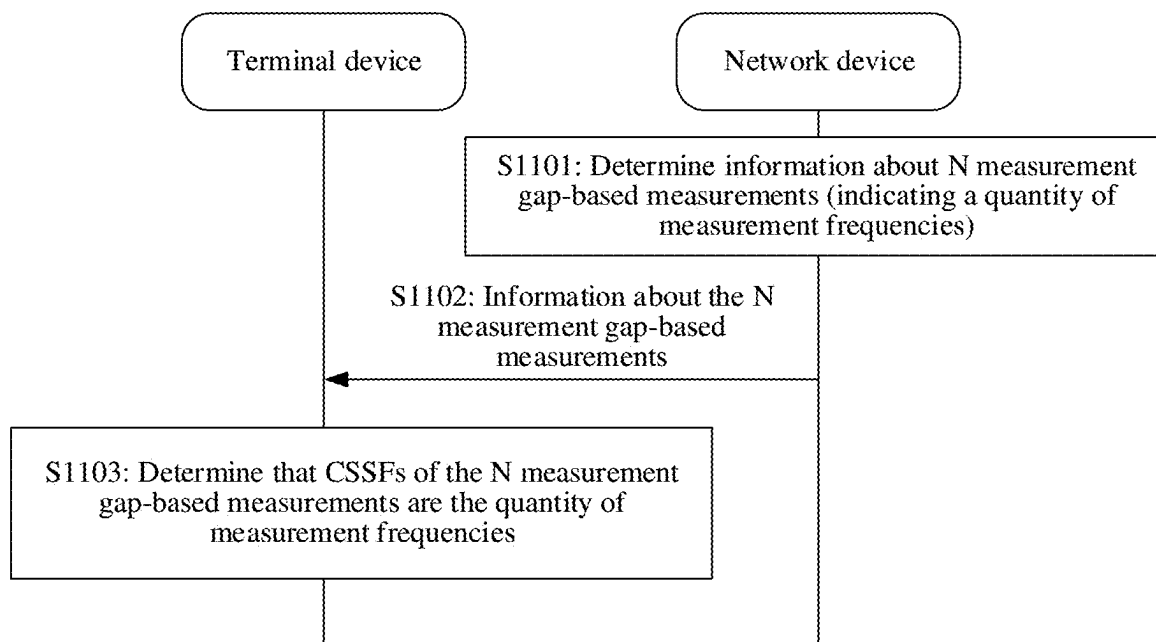 Terminal device
Network device
S1101: Determine information about N measurement
gap-based measurements (indicating a quantity of
measurement frequencies)
S1102: Information about the N
measurement gap-based
measurements
S1103: Determine that CSSFs of the N measurement
gap-based measurements are the quantity of
measurement frequencies